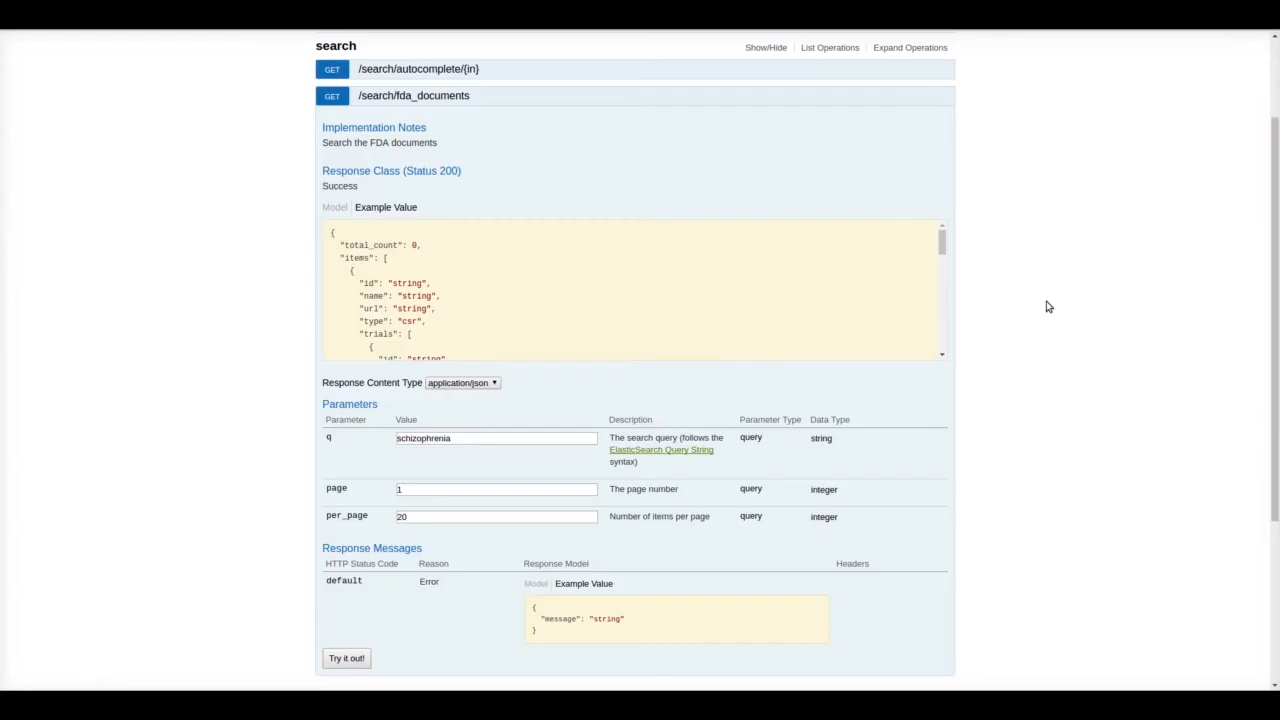 search
Show/Hide
List Operations
Expand Operations
GET /search/autocomplete/{in}
GET /search/fda_documents
Implementation Notes
Search the FDA documents
Response Class (Status 200)
Success
Model Example Value
{
"total_count": 0,
"items": [
{
"id": "string",
"name": "string",
"url": "string",
"type": "csr",
"trials": [
{
"id": "string"
Response Content Type application/json
Parameters
Parameter Value Description Parameter Type Data Type
q schizophrenia The search query (follows the query string
ElasticSearch Query String
syntax)
page 1 The page number query integer
per_page 20 Number of items per page query integer
Response Messages
HTTP Status Code Reason Response Model Headers
default Error Model Example Value
{
"message": "string"
}
Try it out!